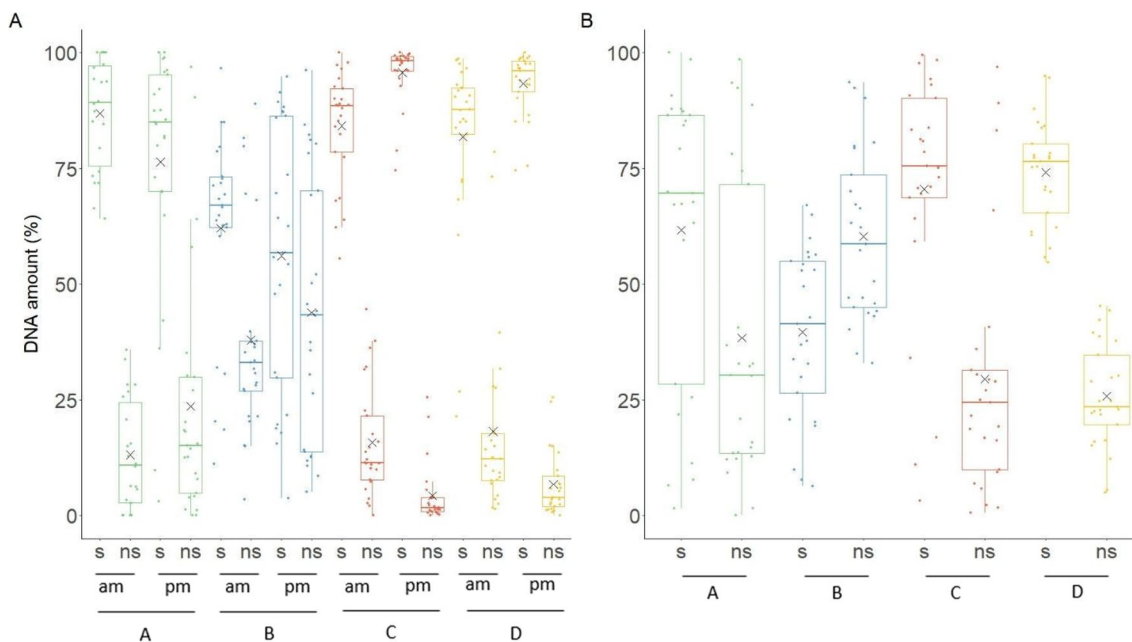 A
B
DNA amount (%)
100
75
50
25
0
100
75
50
25
0
s ns s ns s ns s ns s ns s ns s ns s ns
am pm am pm am pm am pm
A B C D
s ns s ns s ns s ns
A B C D